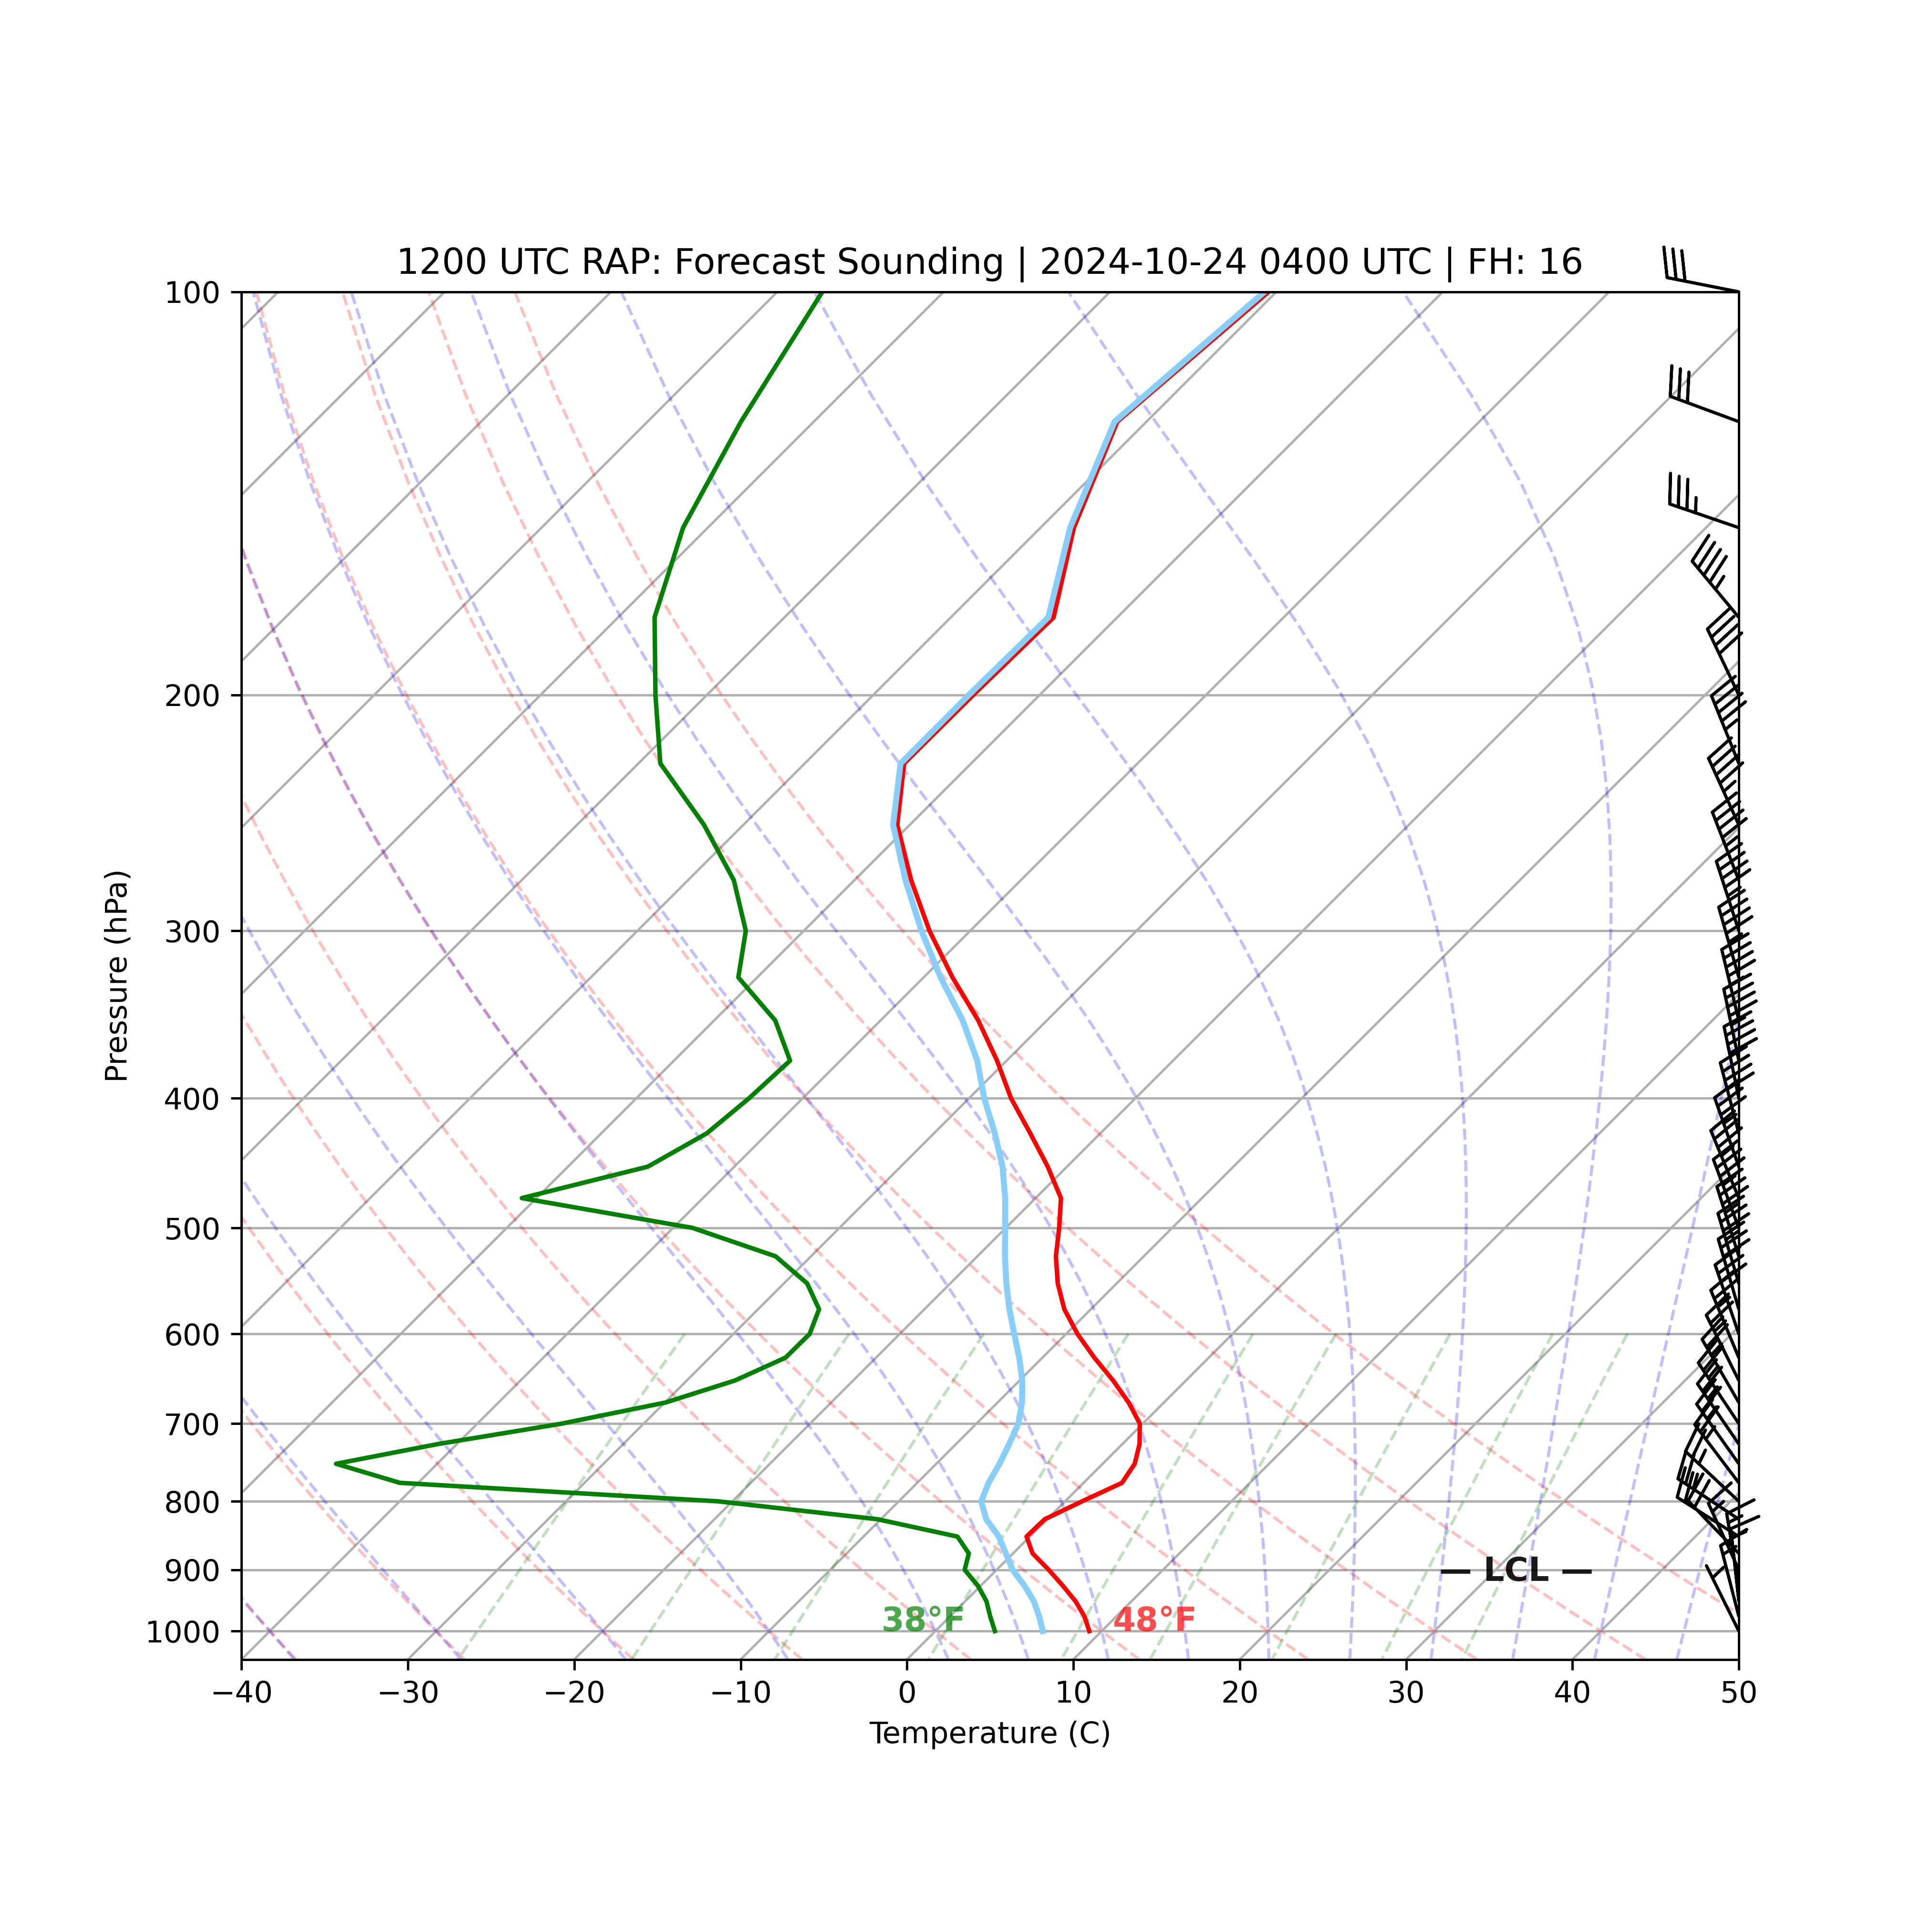 1200 UTC RAP: Forecast Sounding | 2024-10-24 0400 UTC | FH: 16
100
200
300
400
500
600
700
800
900
1000
Pressure (hPa)
— LCL —
38°F
48°F
−40 −30 −20 −10 0 10 20 30 40 50
Temperature (C)